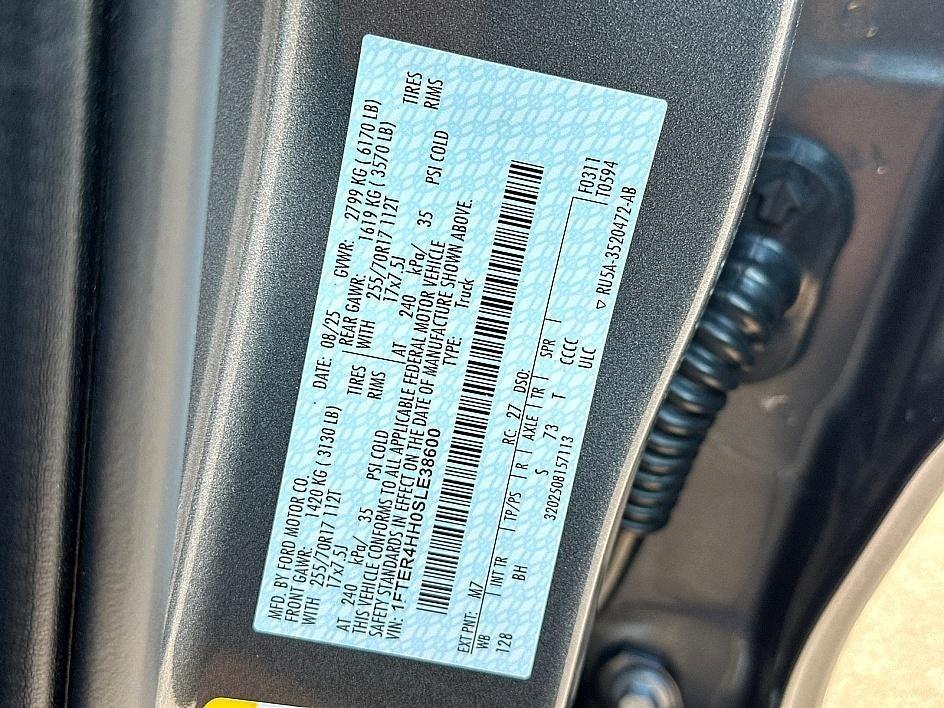 MFD. BY FORD MOTOR CO.
DATE: 08/25 GVWR: 2799 KG ( 6170 LB)
FRONT GAWR: 1420 KG ( 3130 LB) REAR GAWR: 1619 KG ( 3570 LB)
WITH 255/70R17 112T TIRES WITH 255/70R17 112T TIRES
17x7.5J RIMS 17x7.5J RIMS
AT 240 kPa/ 35 PSI COLD AT 240 kPa/ 35 PSI COLD
THIS VEHICLE CONFORMS TO ALL APPLICABLE FEDERAL MOTOR VEHICLE
SAFETY STANDARDS IN EFFECT ON THE DATE OF MANUFACTURE SHOWN ABOVE.
VIN: 1FTER4HH0SLE38600
TYPE: Truck
EXT PNT: M7 RC: 27 DSO: F0311
WB INT TR TP/PS R AXLE TR SPR T0594
128 BH S 73 T CCCC
3202508157113 ULC
RU5A-3520472-AB